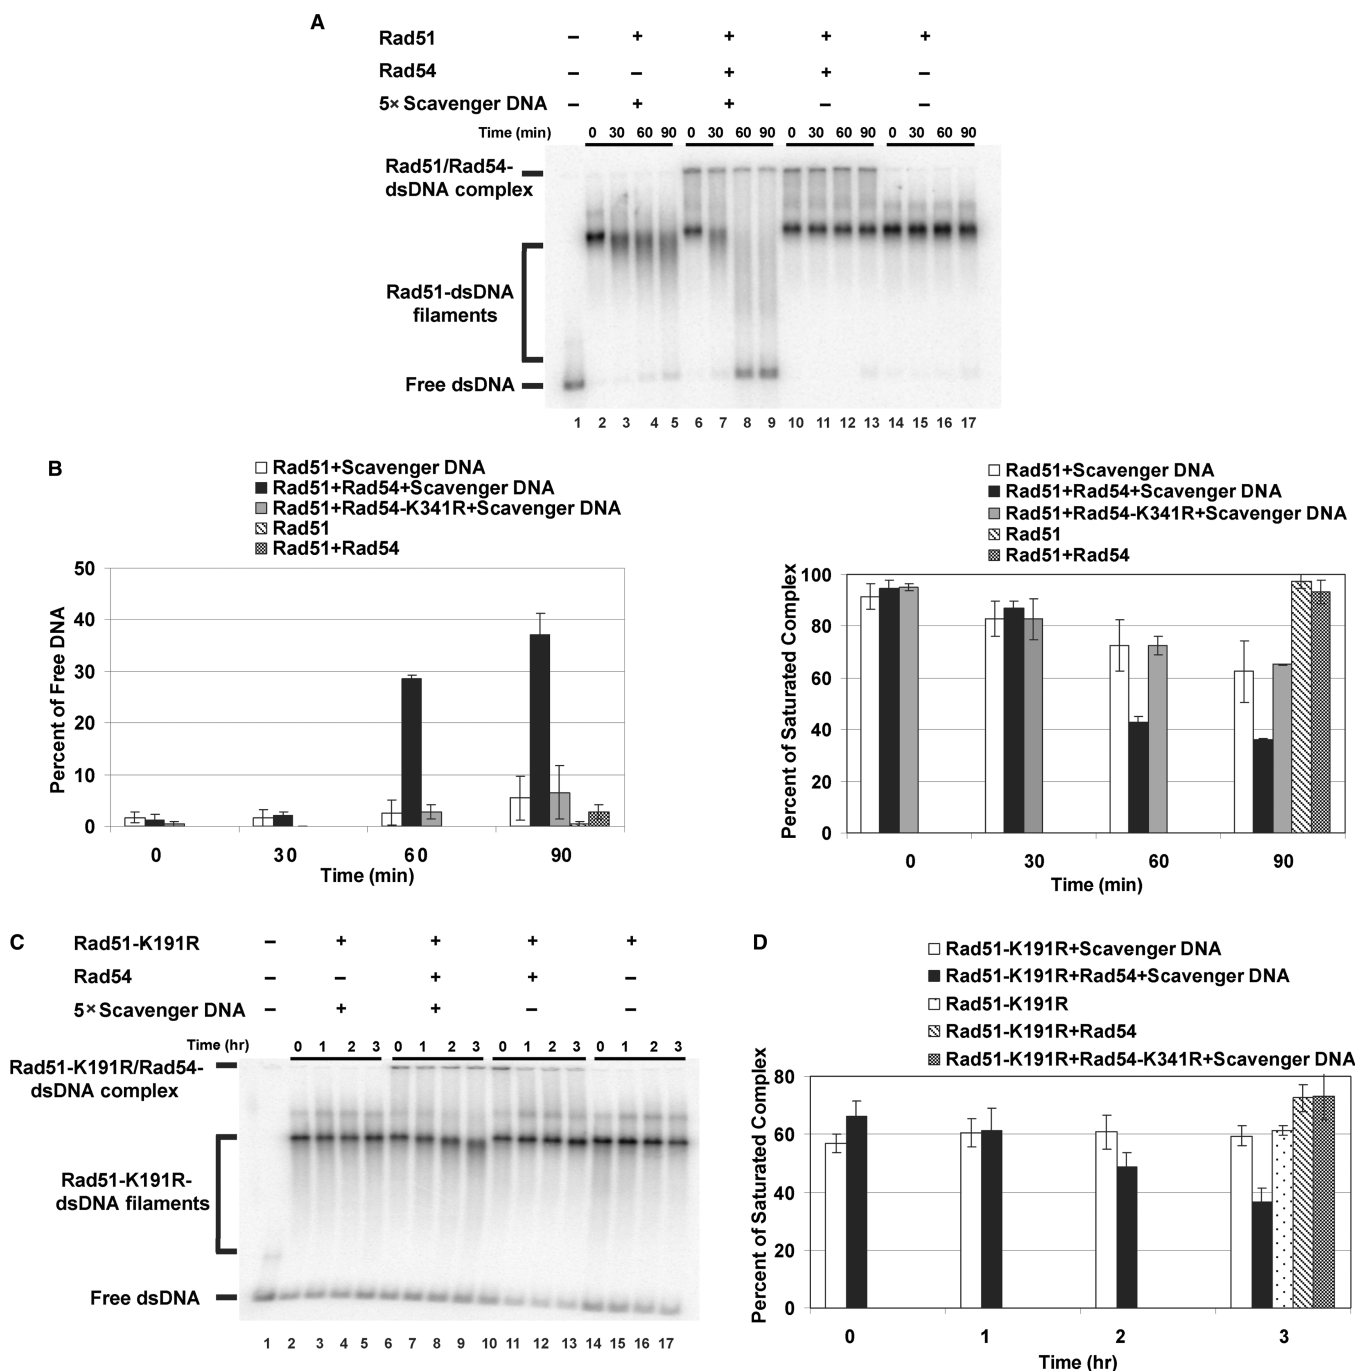 A
Rad51 – + + + +
Rad54 – – + + –
5× Scavenger DNA – + + – –
Time (min) 0 30 60 90 0 30 60 90 0 30 60 90 0 30 60 90
Rad51/Rad54-
dsDNA complex
Rad51-dsDNA
filaments
Free dsDNA
1 2 3 4 5 6 7 8 9 10 11 12 13 14 15 16 17
B
Rad51+Scavenger DNA
Rad51+Rad54+Scavenger DNA
Rad51+Rad54-K341R+Scavenger DNA
Rad51
Rad51+Rad54
Percent of Free DNA
50
40
30
20
10
0
0 30 60 90
Time (min)
Rad51+Scavenger DNA
Rad51+Rad54+Scavenger DNA
Rad51+Rad54-K341R+Scavenger DNA
Rad51
Rad51+Rad54
Percent of Saturated Complex
100
80
60
40
20
0
0 30 60 90
Time (min)
C
Rad51-K191R – + + + +
Rad54 – – + + –
5× Scavenger DNA – + + – –
Time (hr) 0 1 2 3 0 1 2 3 0 1 2 3 0 1 2 3
Rad51-K191R/Rad54-
dsDNA complex
Rad51-K191R-
dsDNA filaments
Free dsDNA
1 2 3 4 5 6 7 8 9 10 11 12 13 14 15 16 17
D
Rad51-K191R+Scavenger DNA
Rad51-K191R+Rad54+Scavenger DNA
Rad51-K191R
Rad51-K191R+Rad54
Rad51-K191R+Rad54-K341R+Scavenger DNA
Percent of Saturated Complex
80
60
40
20
0
0 1 2 3
Time (hr)